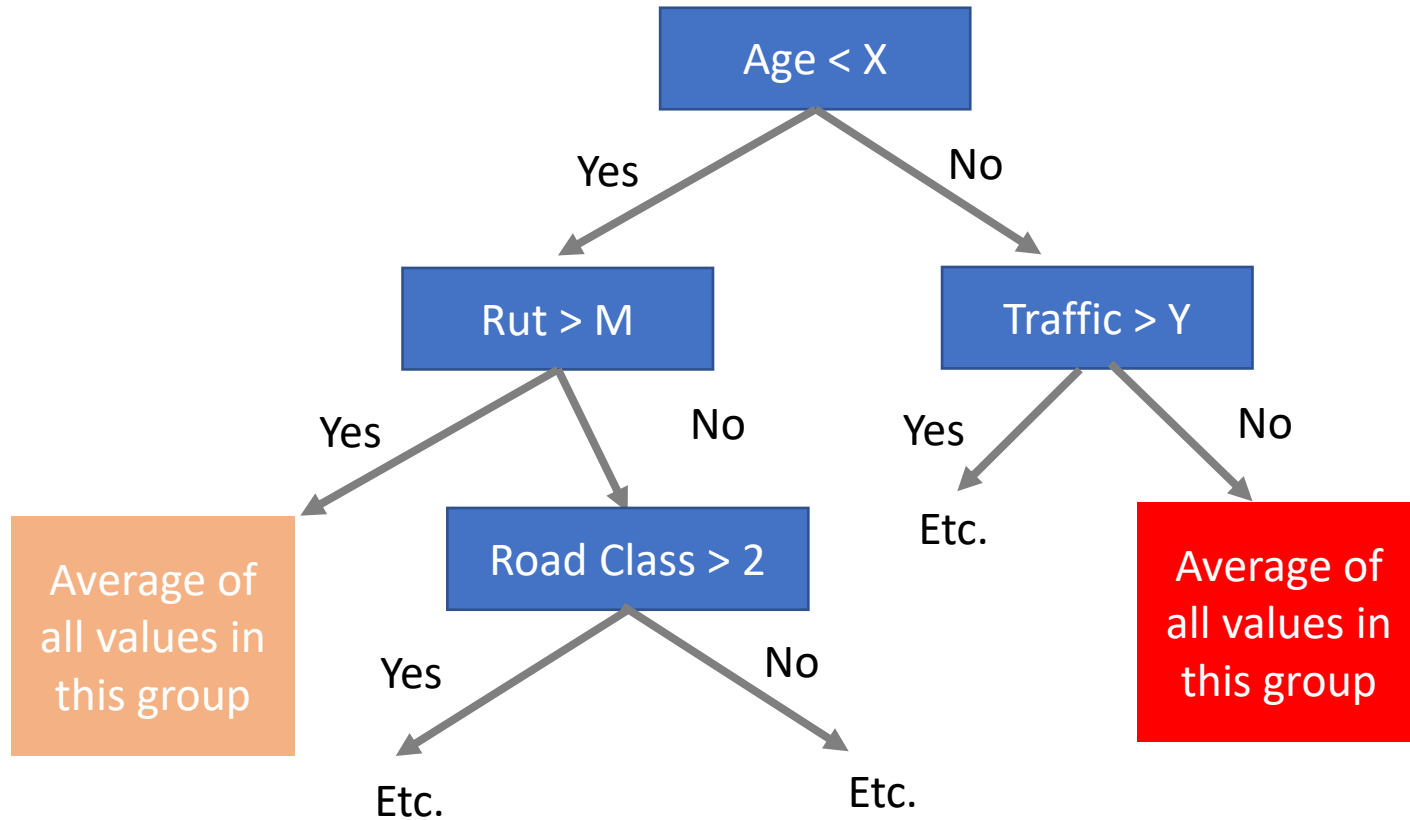 Age < X
Yes
No
Rut > M
Traffic > Y
Yes
No
Yes
No
Average of
all values in
this group
Road Class > 2
Etc.
Average of
all values in
this group
Yes
No
Etc.
Etc.